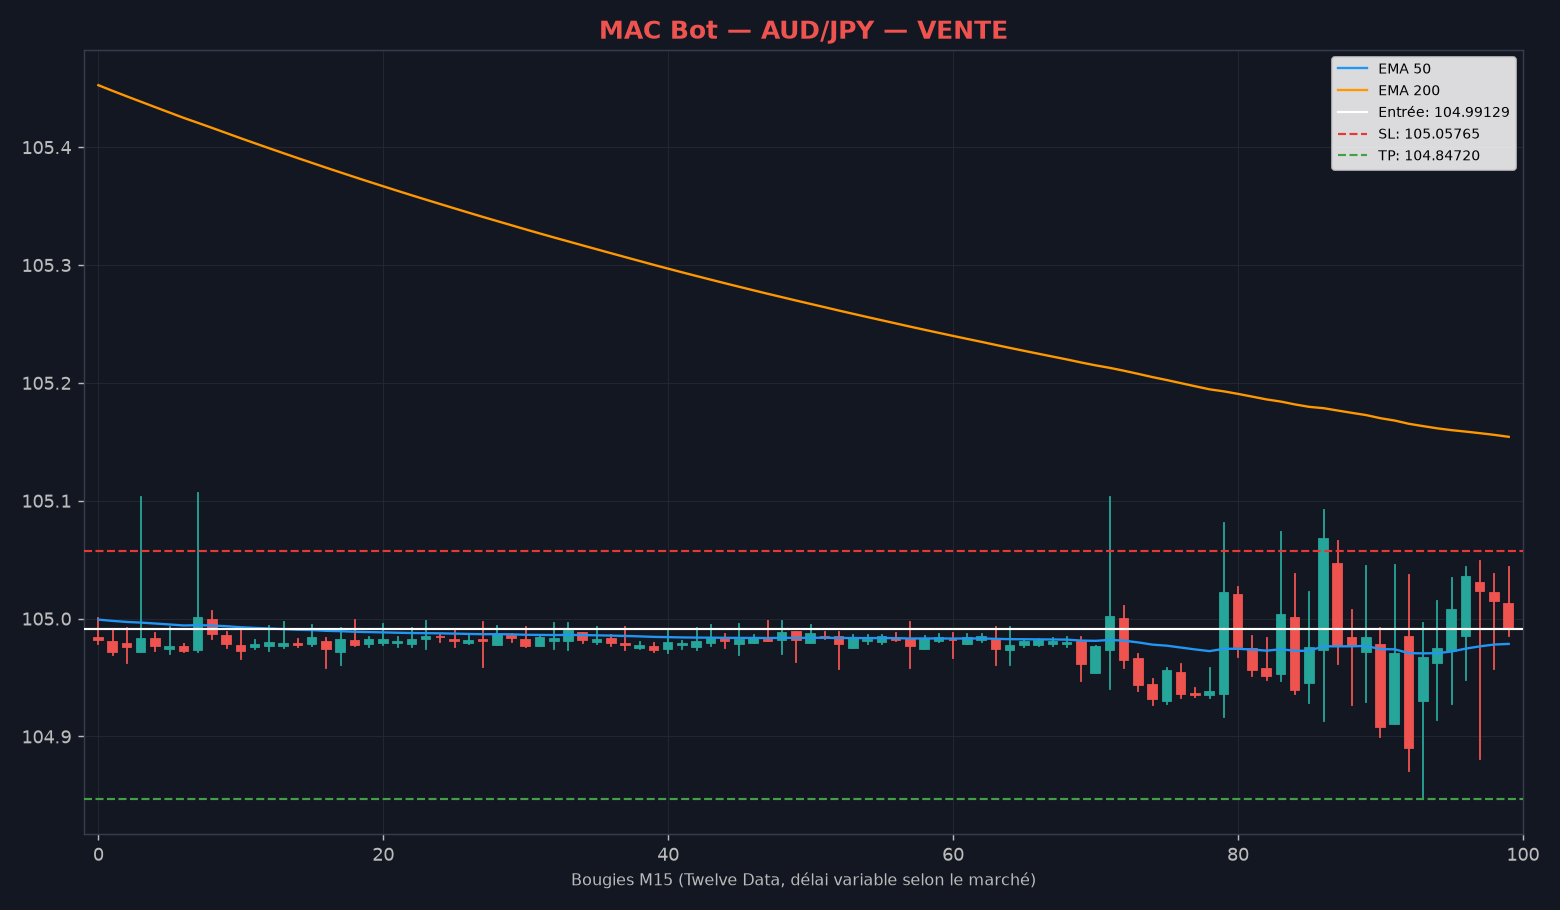 MAC Bot — AUD/JPY — VENTE
EMA 50
EMA 200
Entrée: 104.99129
SL: 105.05765
TP: 104.84720
105.4
105.3
105.2
105.1
105.0
104.9
0
20
40
60
80
100
Bougies M15 (Twelve Data, délai variable selon le marché)